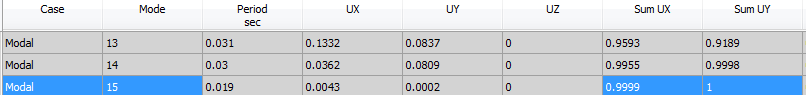 Case Mode Period sec UX UY UZ Sum UX Sum UY
Modal 13 0.031 0.1332 0.0837 0 0.9593 0.9189
Modal 14 0.03 0.0362 0.0809 0 0.9955 0.9998
Modal 15 0.019 0.0043 0.0002 0 0.9999 1